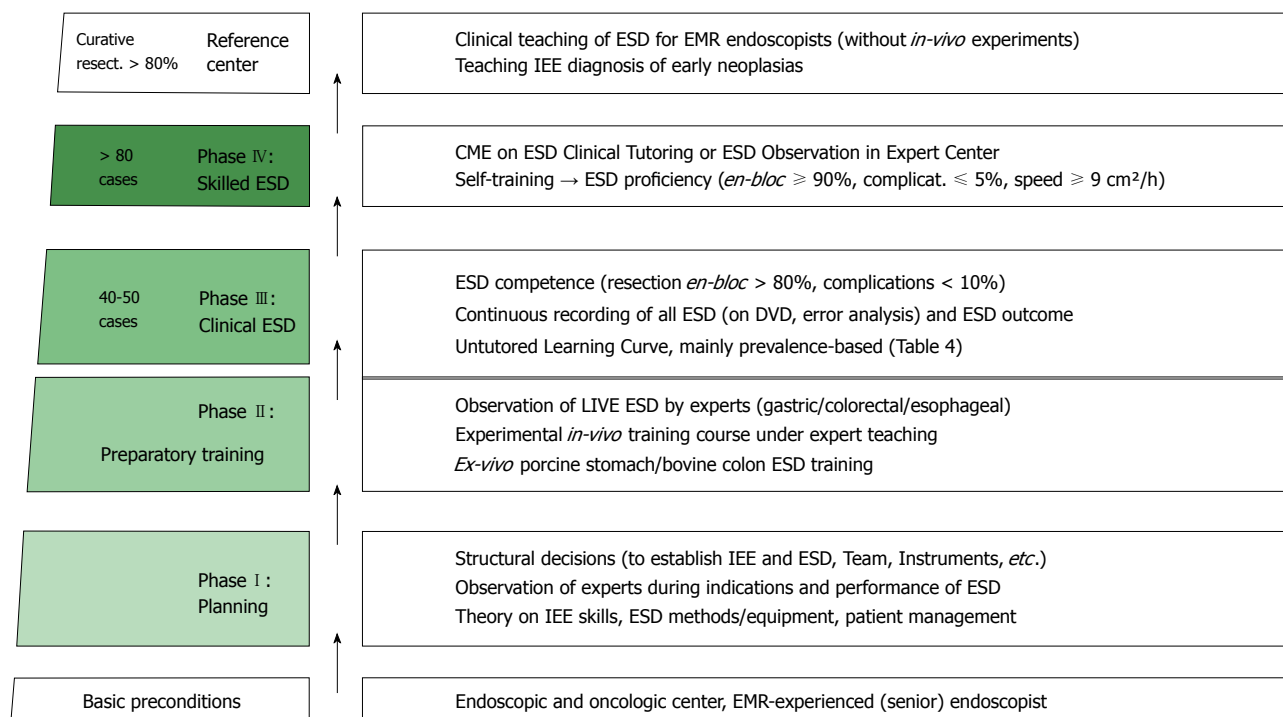 Curative
resect. > 80%
Reference
center
Clinical teaching of ESD for EMR endoscopists (without in-vivo experiments)
Teaching IEE diagnosis of early neoplasias
> 80
cases
Phase Ⅳ:
Skilled ESD
CME on ESD Clinical Tutoring or ESD Observation in Expert Center
Self-training → ESD proficiency (en-bloc ≥ 90%, complicat. ≤ 5%, speed ≥ 9 cm²/h)
40-50
cases
Phase Ⅲ:
Clinical ESD
ESD competence (resection en-bloc > 80%, complications < 10%)
Continuous recording of all ESD (on DVD, error analysis) and ESD outcome
Untutored Learning Curve, mainly prevalence-based (Table 4)
Phase Ⅱ:
Preparatory training
Observation of LIVE ESD by experts (gastric/colorectal/esophageal)
Experimental in-vivo training course under expert teaching
Ex-vivo porcine stomach/bovine colon ESD training
Phase Ⅰ:
Planning
Structural decisions (to establish IEE and ESD, Team, Instruments, etc.)
Observation of experts during indications and performance of ESD
Theory on IEE skills, ESD methods/equipment, patient management
Basic preconditions
Endoscopic and oncologic center, EMR-experienced (senior) endoscopist